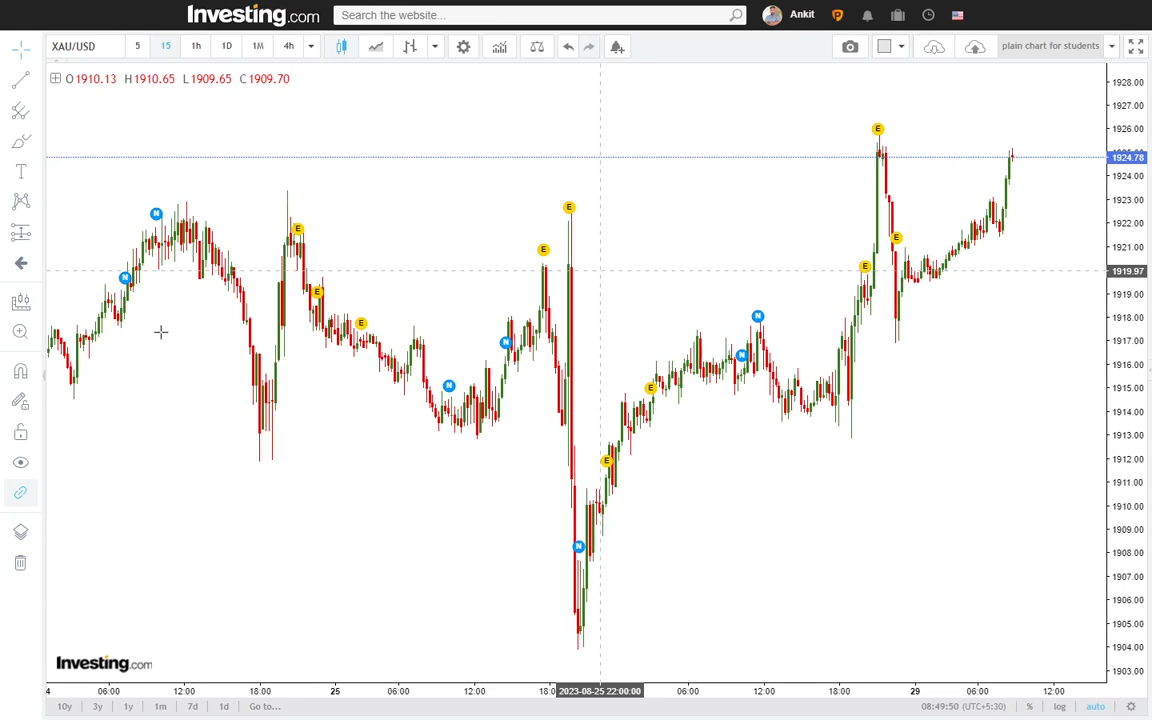 Investing.com
Search the website...
Ankit
P
XAU/USD 5 15 1h 1D 1M 4h
plain chart for students
O1910.13 H1910.65 L1909.65 C1909.70
1928.00
1927.00
1926.00
1924.78
1924.00
1923.00
1922.00
1921.00
1919.97
1919.00
1918.00
1917.00
1916.00
1915.00
1914.00
1913.00
1912.00
1911.00
1910.00
1909.00
1908.00
1907.00
1906.00
1905.00
1904.00
1903.00
E
N
E
E
N
E
E
E
E
E
N
N
N
E
N
E
N
E
N
Investing.com
4 06:00 12:00 18:00 25 06:00 12:00 18:0 2023-08-25 22:00:00 06:00 12:00 18:00 29 06:00 12:00
10y 3y 1y 1m 7d 1d Go to... 08:49:50 (UTC+5:30) % log auto